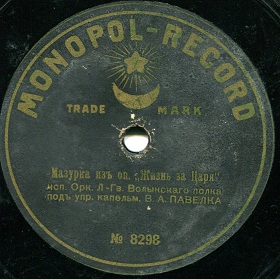 MONOPOL-RECORD
TRADE MARK
Мазурка изъ оп. „Жизнь за Царя“
исп. Орк. Л-Гв. Волынскаго полка
подъ упр. капельм. В. А. ПАВЕЛКА
№ 8298